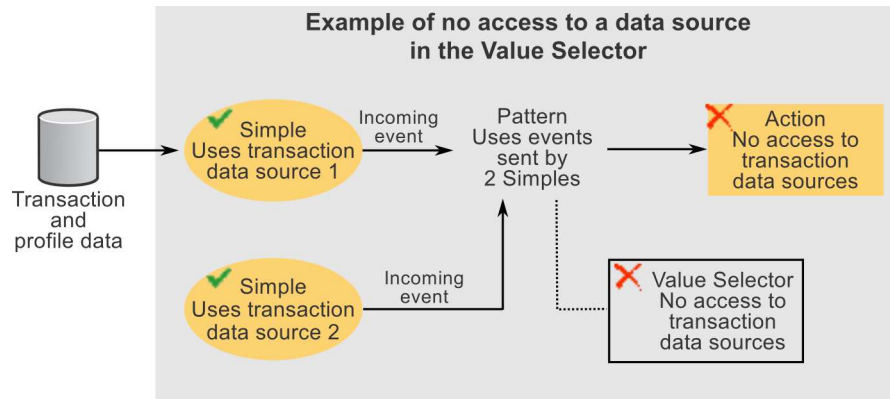 Example of no access to a data source
in the Value Selector
Transaction
and
profile data
Simple
Uses transaction
data source 1
Incoming
event
Pattern
Uses events
sent by
2 Simples
Action
No access to
transaction
data sources
Simple
Uses transaction
data source 2
Incoming
event
Value Selector
No access to
transaction
data sources